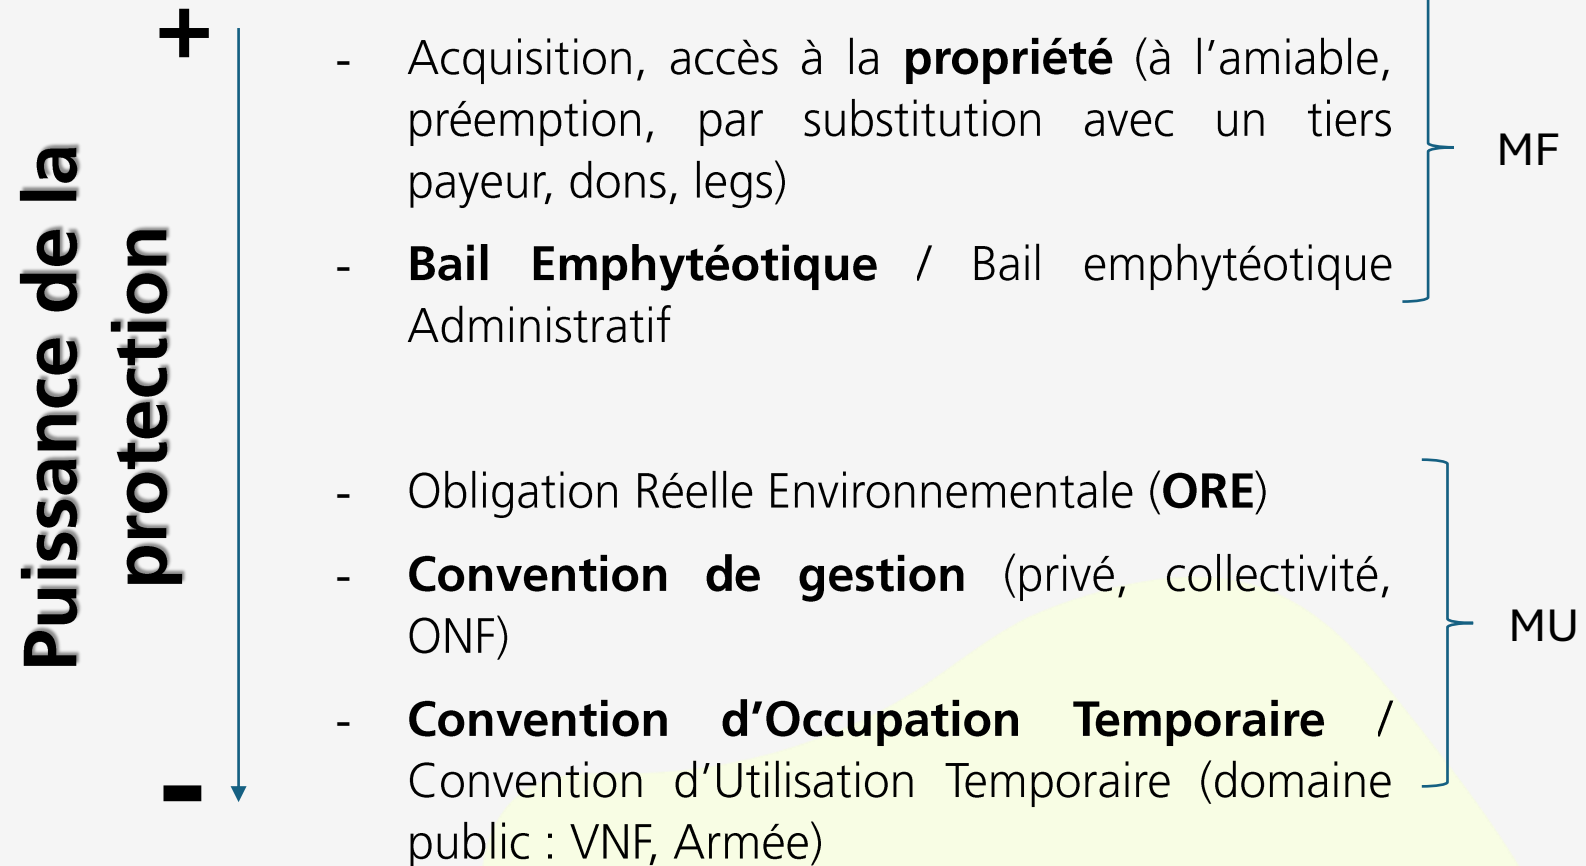 +
Puissance de la
protection
-
- Acquisition, accès à la propriété (à l’amiable,
préemption, par substitution avec un tiers
payeur, dons, legs)
- Bail Emphytéotique / Bail emphytéotique
Administratif
MF
- Obligation Réelle Environnementale (ORE)
- Convention de gestion (privé, collectivité,
ONF)
- Convention d’Occupation Temporaire /
Convention d’Utilisation Temporaire (domaine
public : VNF, Armée)
MU